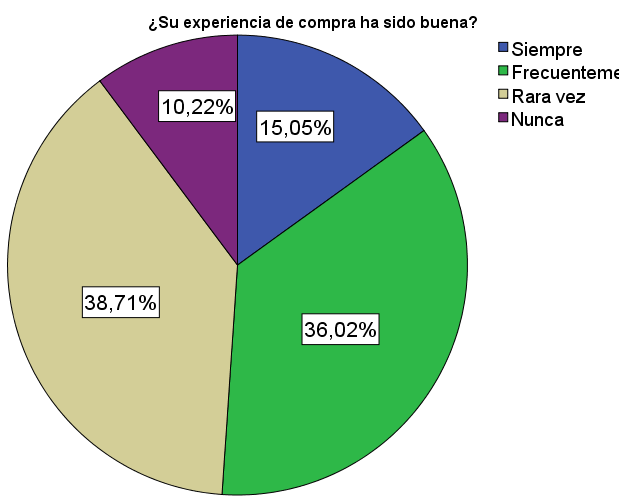 ¿Su experiencia de compra ha sido buena?
Siempre
Frecuenteme
Rara vez
Nunca
10,22%
15,05%
38,71%
36,02%